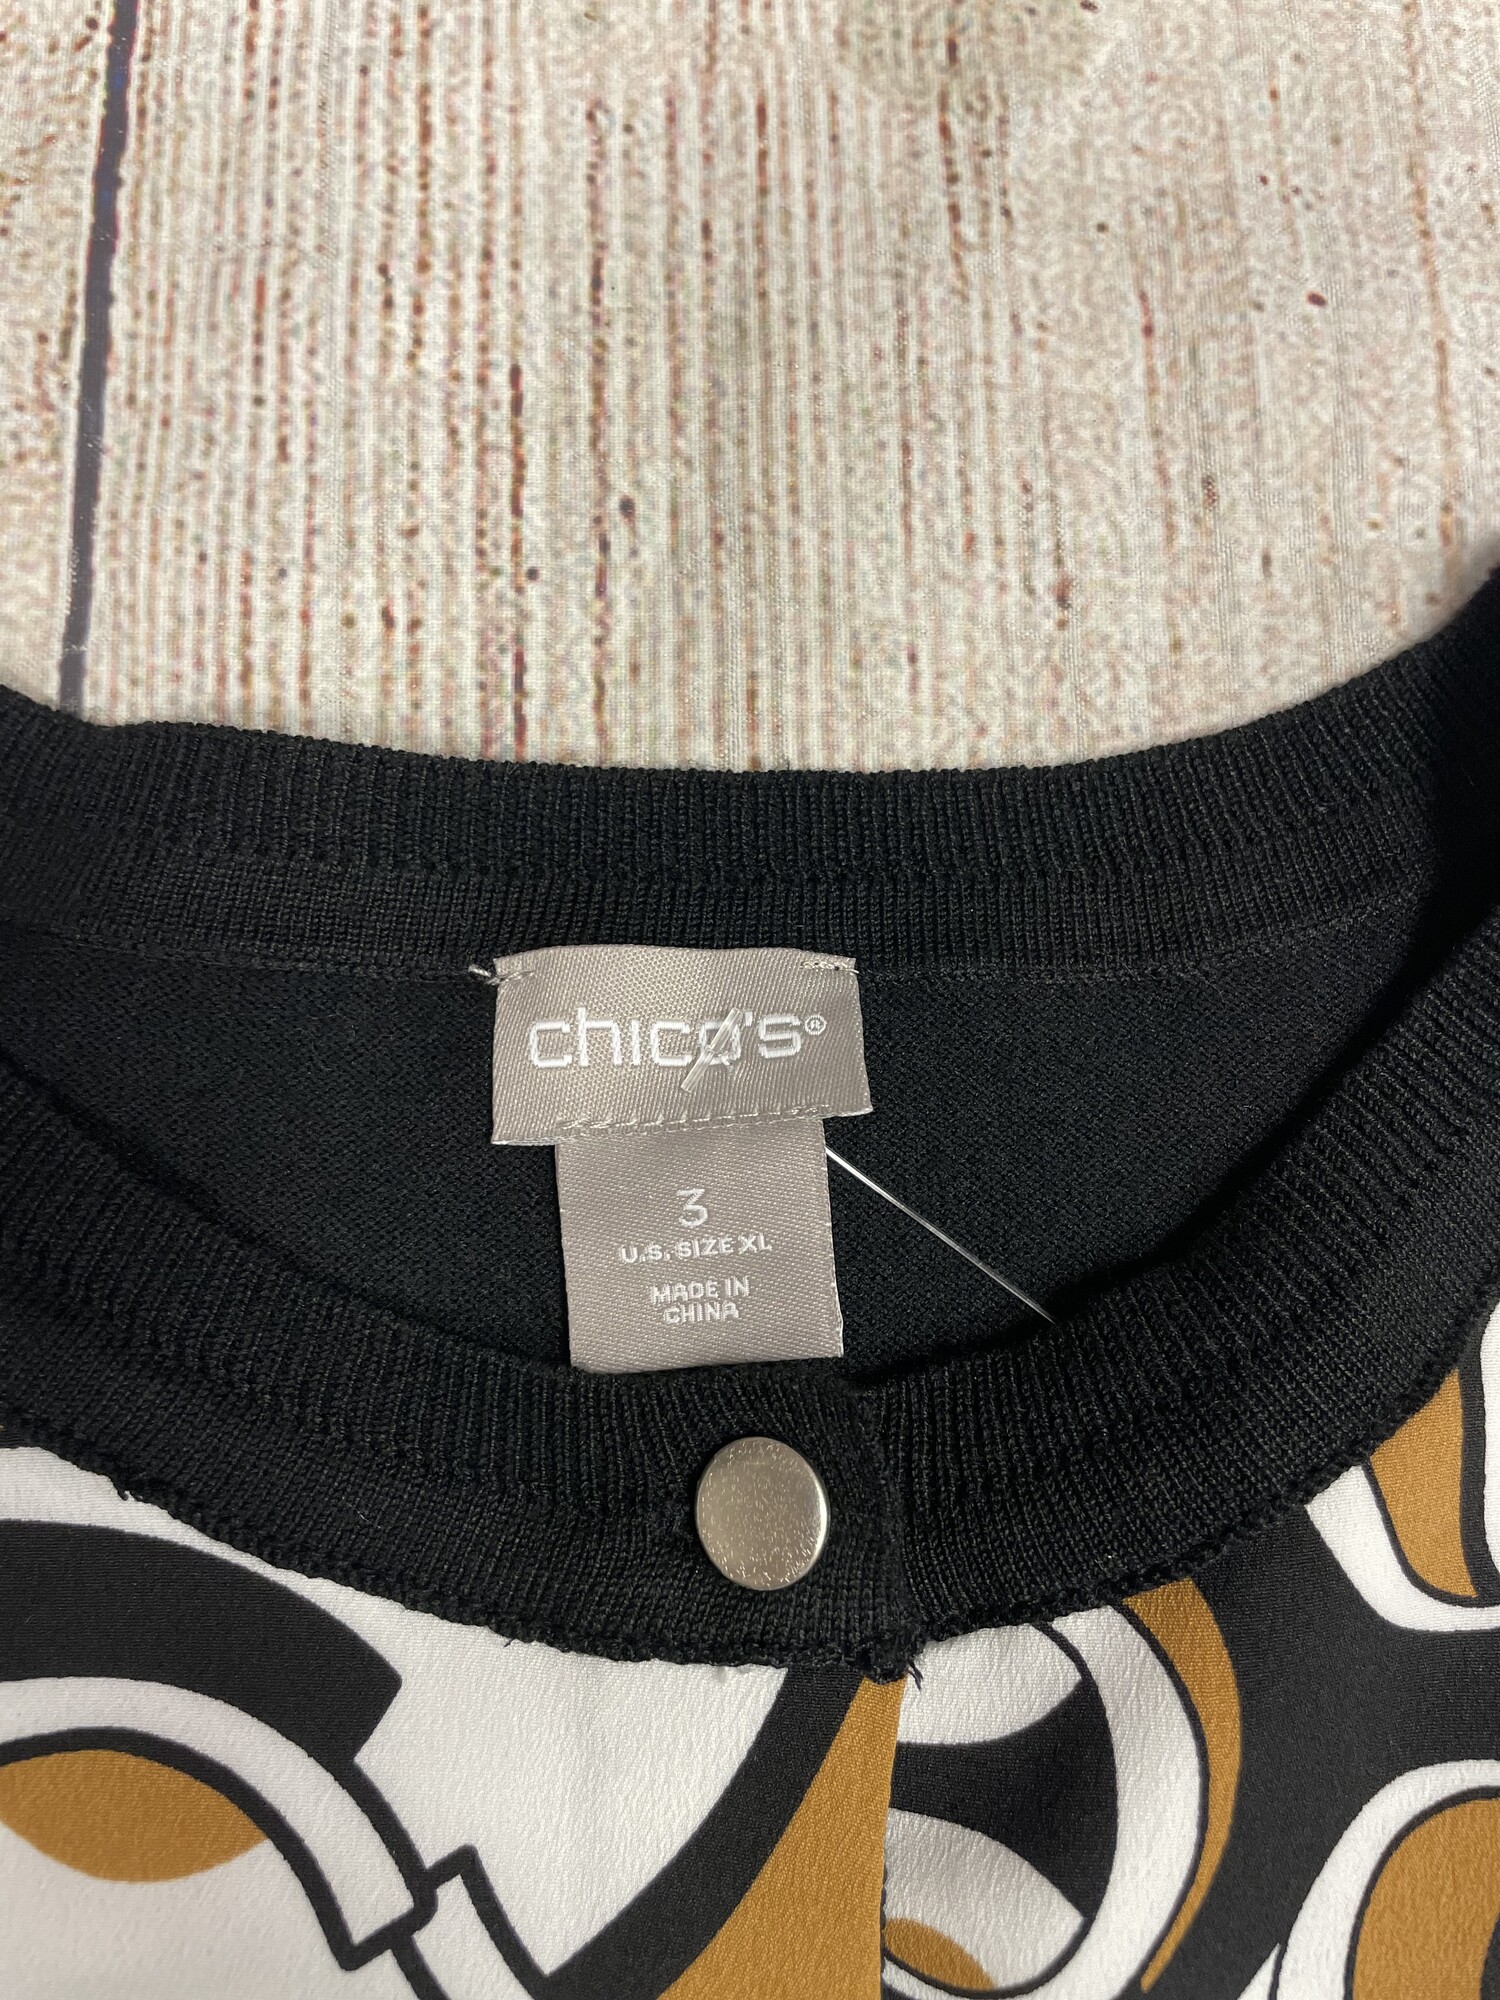 chico's®
3
U.S. SIZE XL
MADE IN
CHINA